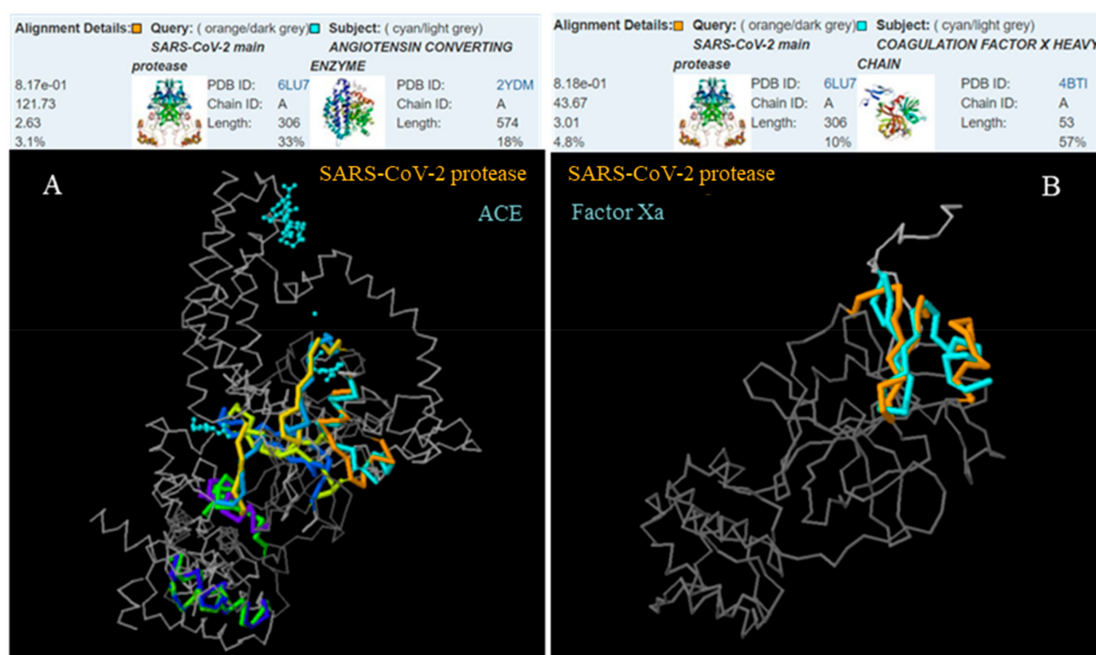 Alignment Details: Query: ( orange/dark grey) Subject: ( cyan/light grey)
SARS-CoV-2 main ANGIOTENSIN CONVERTING
protease ENZYME
8.17e-01 PDB ID: 6LU7 PDB ID: 2YDM
121.73 Chain ID: A Chain ID: A
2.63 Length: 306 Length: 574
3.1% 33% 18%
A SARS-CoV-2 protease
ACE
Alignment Details: Query: ( orange/dark grey) Subject: ( cyan/light grey)
SARS-CoV-2 main COAGULATION FACTOR X HEAVY
protease CHAIN
8.18e-01 PDB ID: 6LU7 PDB ID: 4BTI
43.67 Chain ID: A Chain ID: A
3.01 Length: 306 Length: 53
4.8% 10% 57%
SARS-CoV-2 protease B
Factor Xa